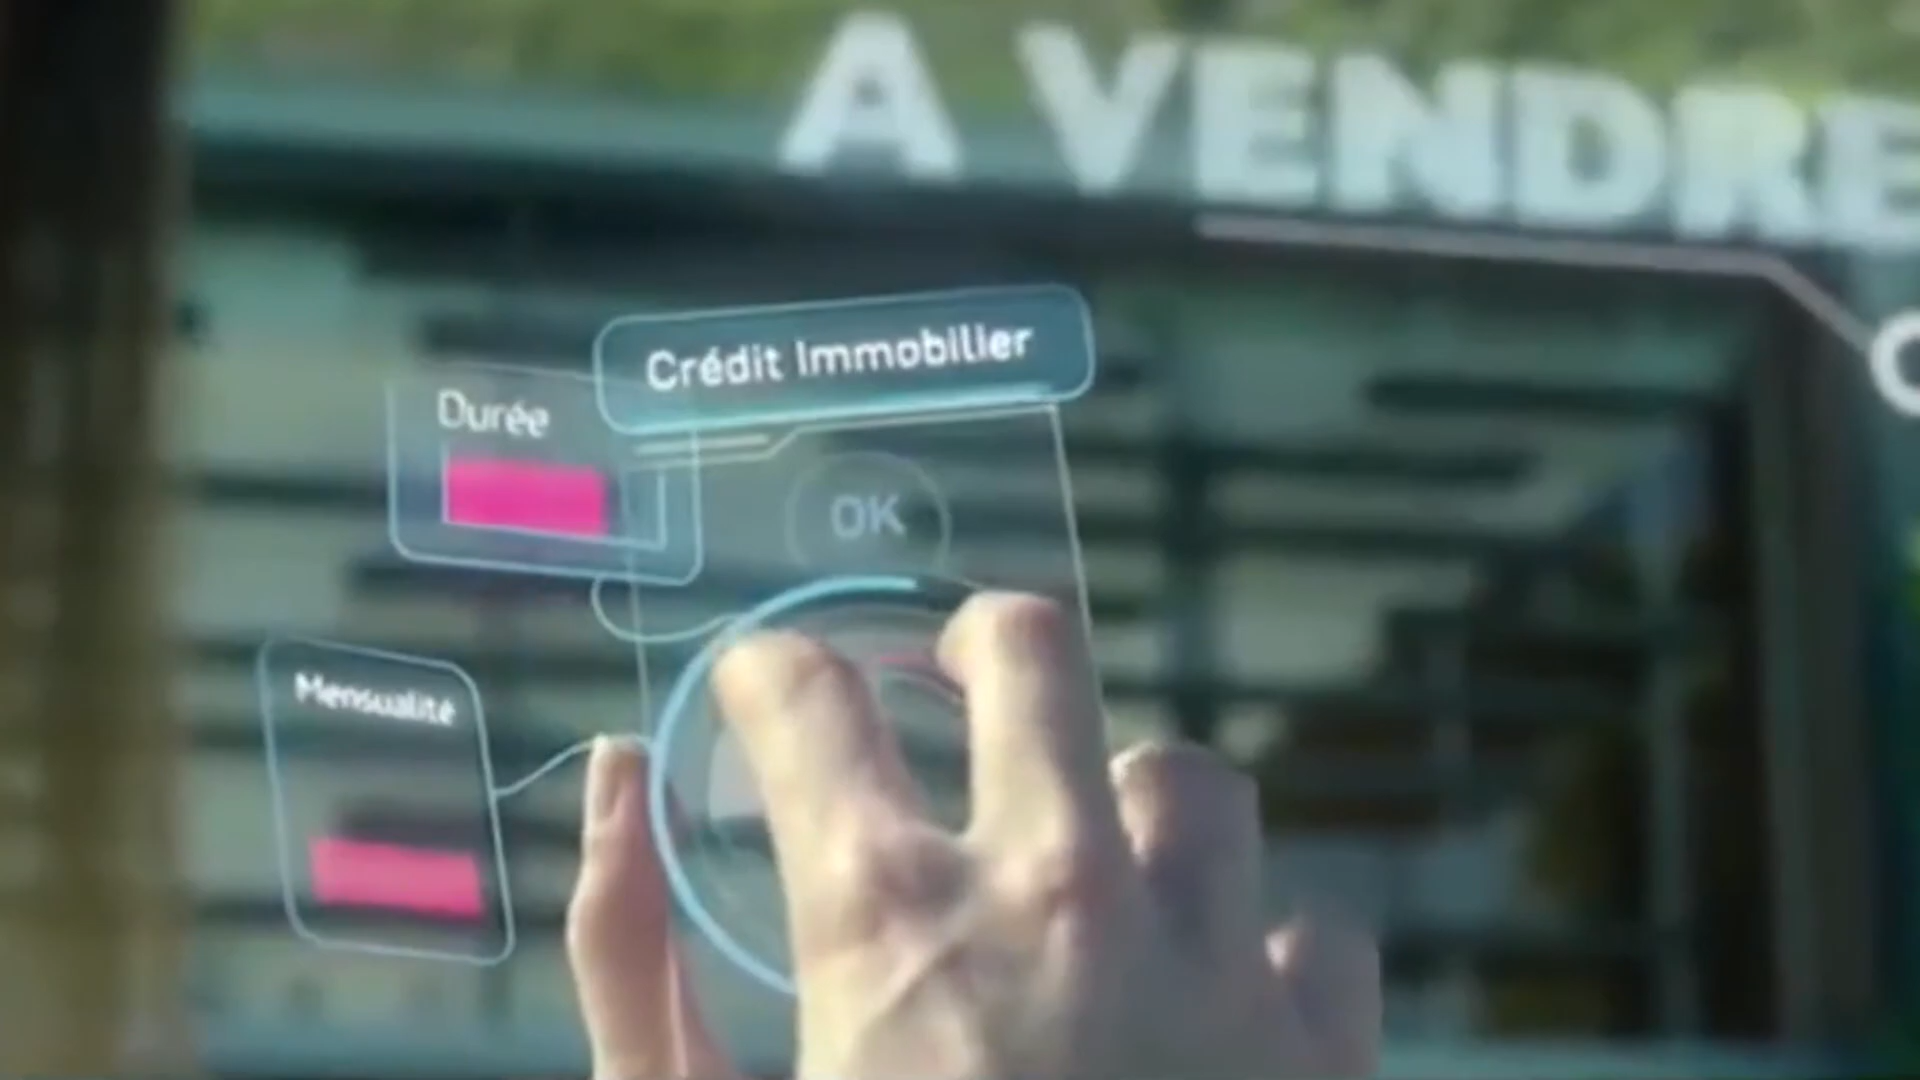 A VENDRE
Crédit Immobilier
Durée
OK
Mensualité